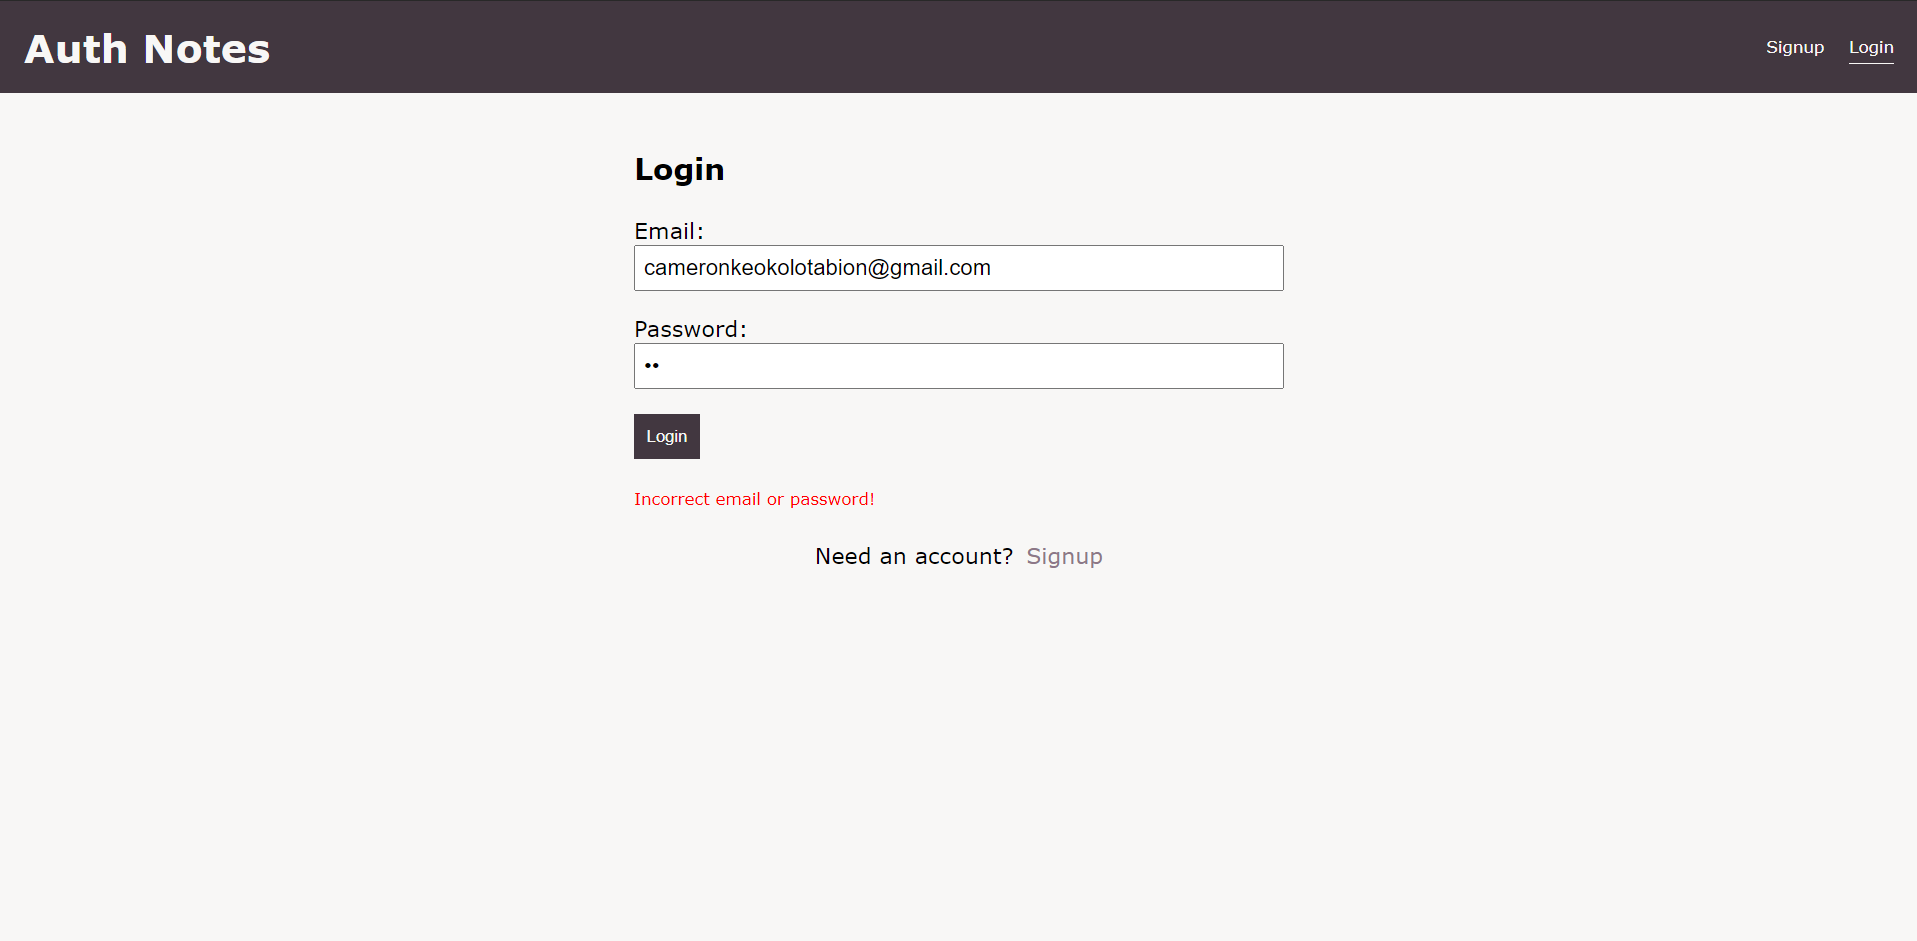 Auth Notes
Signup Login
Login
Email:
cameronkeokolotabion@gmail.com
Password:
••
Login
Incorrect email or password!
Need an account? Signup